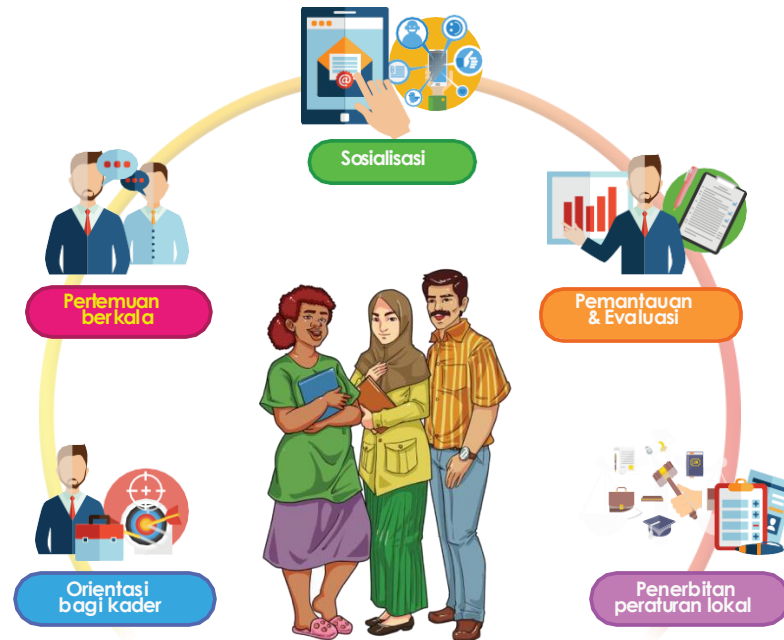 Sosialisasi
Pertemuan
berkala
Pemantauan
& Evaluasi
Orientasi
bagi kader
Penerbitan
peraturan lokal